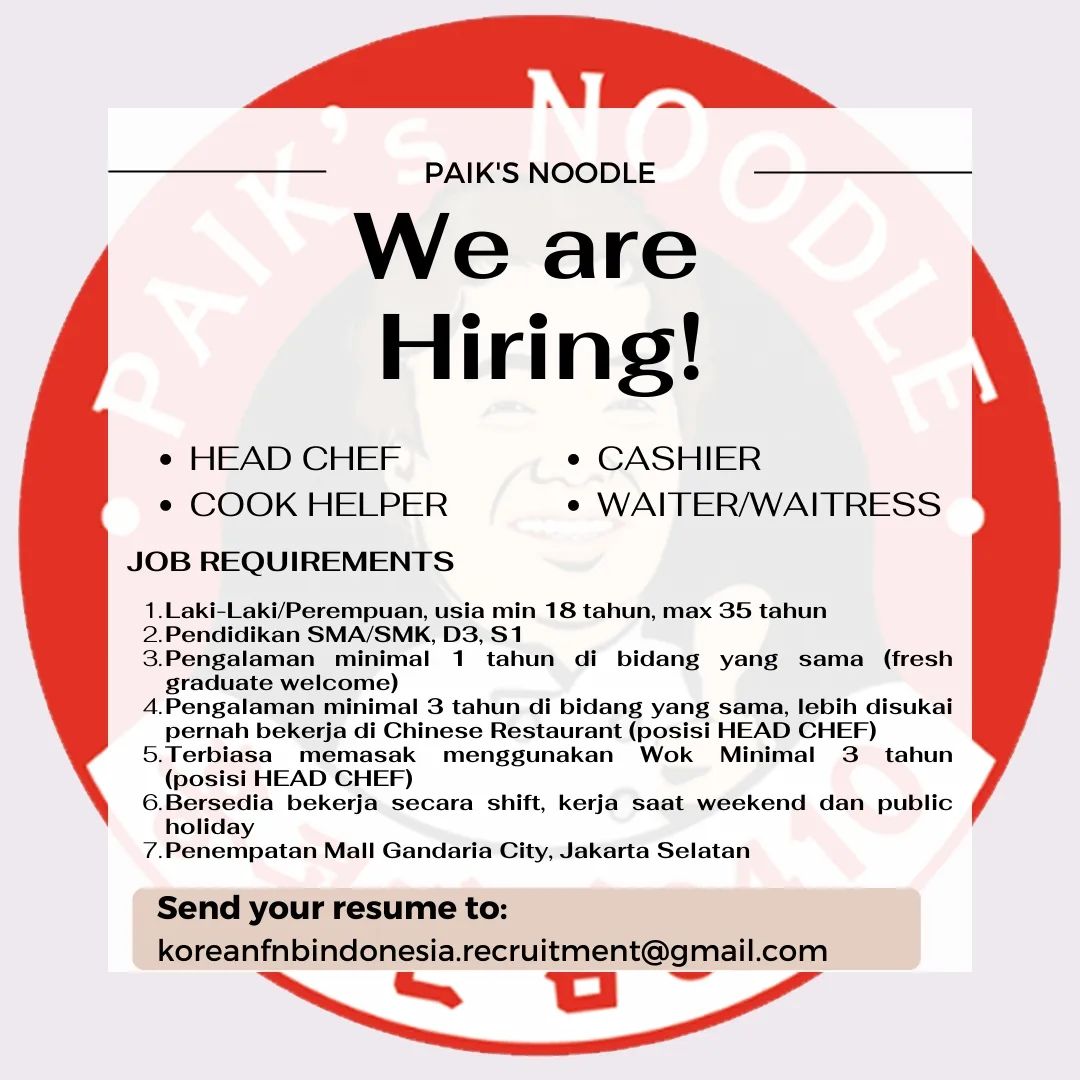 PAIK's NOODLE
PAIK'S NOODLE
We are
Hiring!
• HEAD CHEF
• COOK HELPER
• CASHIER
• WAITER/WAITRESS
JOB REQUIREMENTS
1. Laki-Laki/Perempuan, usia min 18 tahun, max 35 tahun
2. Pendidikan SMA/SMK, D3, S1
3. Pengalaman minimal 1 tahun di bidang yang sama (fresh
graduate welcome)
4. Pengalaman minimal 3 tahun di bidang yang sama, lebih disukai
pernah bekerja di Chinese Restaurant (posisi HEAD CHEF)
5. Terbiasa memasak menggunakan Wok Minimal 3 tahun
(posisi HEAD CHEF)
6. Bersedia bekerja secara shift, kerja saat weekend dan public
holiday
7. Penempatan Mall Gandaria City, Jakarta Selatan
Send your resume to:
koreanfnbindonesia.recruitment@gmail.com